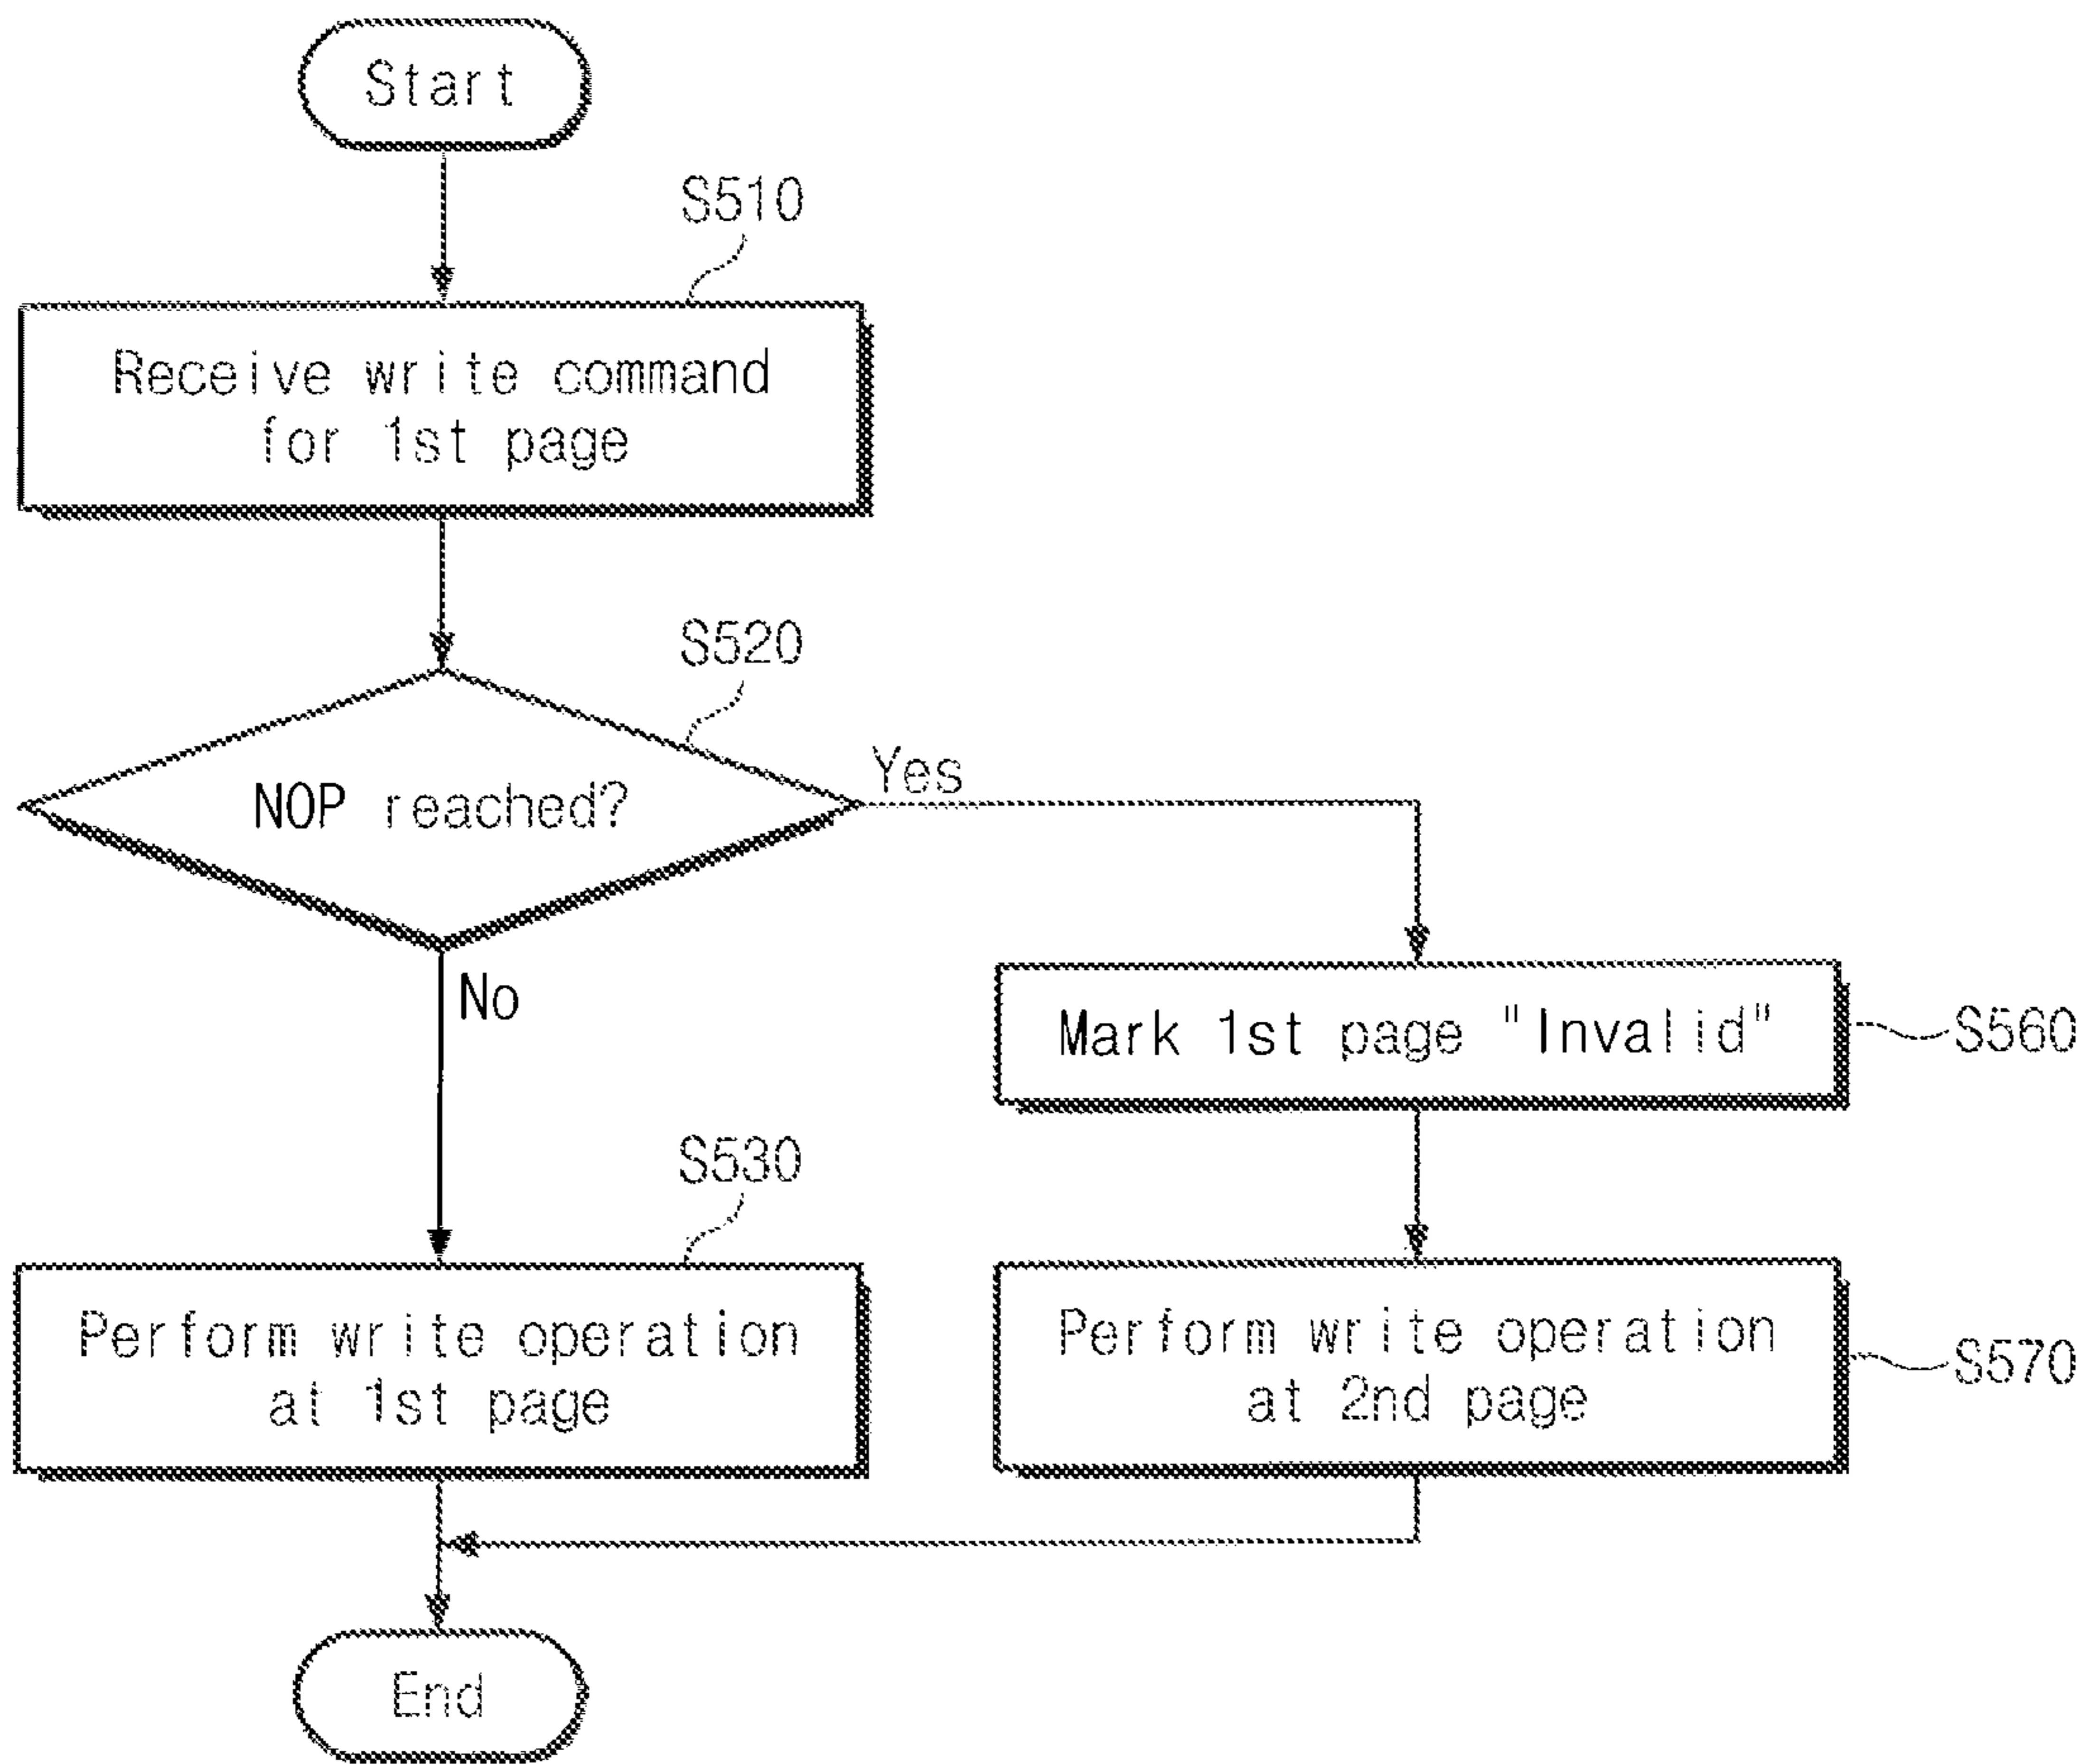 Start
S510
Receive write command
for 1st page
S520
NOP reached?
Yes
No
Mark 1st page "Invalid"
S560
S530
Perform write operation
at 1st page
Perform write operation
at 2nd page
S570
End